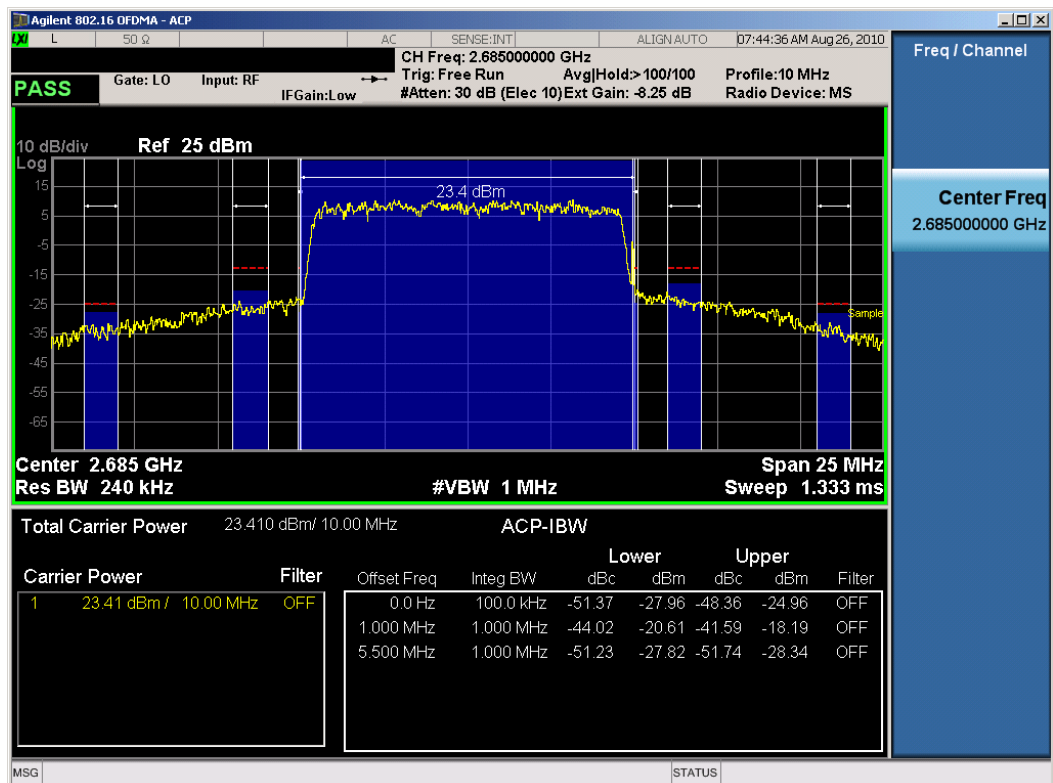 Agilent 802.16 OFDMA - ACP
LXI L 50 Ω AC SENSE:INT ALIGN AUTO 07:44:36 AM Aug 26, 2010
CH Freq: 2.685000000 GHz
PASS Gate: LO Input: RF Trig: Free Run Avg|Hold:> 100/100 Profile:10 MHz
IFGain:Low #Atten: 30 dB (Elec 10) Ext Gain: -8.25 dB Radio Device: MS
Freq / Channel
Center Freq
2.685000000 GHz
10 dB/div Ref 25 dBm
Log
15
5
-5
-15
-25
-35
-45
-55
-65
23.4 dBm
Sample
Center 2.685 GHz Span 25 MHz
Res BW 240 kHz #VBW 1 MHz Sweep 1.333 ms
Total Carrier Power 23.410 dBm/ 10.00 MHz ACP-IBW
Lower Upper
Carrier Power Filter Offset Freq Integ BW dBc dBm dBc dBm Filter
1 23.41 dBm / 10.00 MHz OFF 0.0 Hz 100.0 kHz -51.37 -27.96 -48.36 -24.96 OFF
1.000 MHz 1.000 MHz -44.02 -20.61 -41.59 -18.19 OFF
5.500 MHz 1.000 MHz -51.23 -27.82 -51.74 -28.34 OFF
MSG STATUS